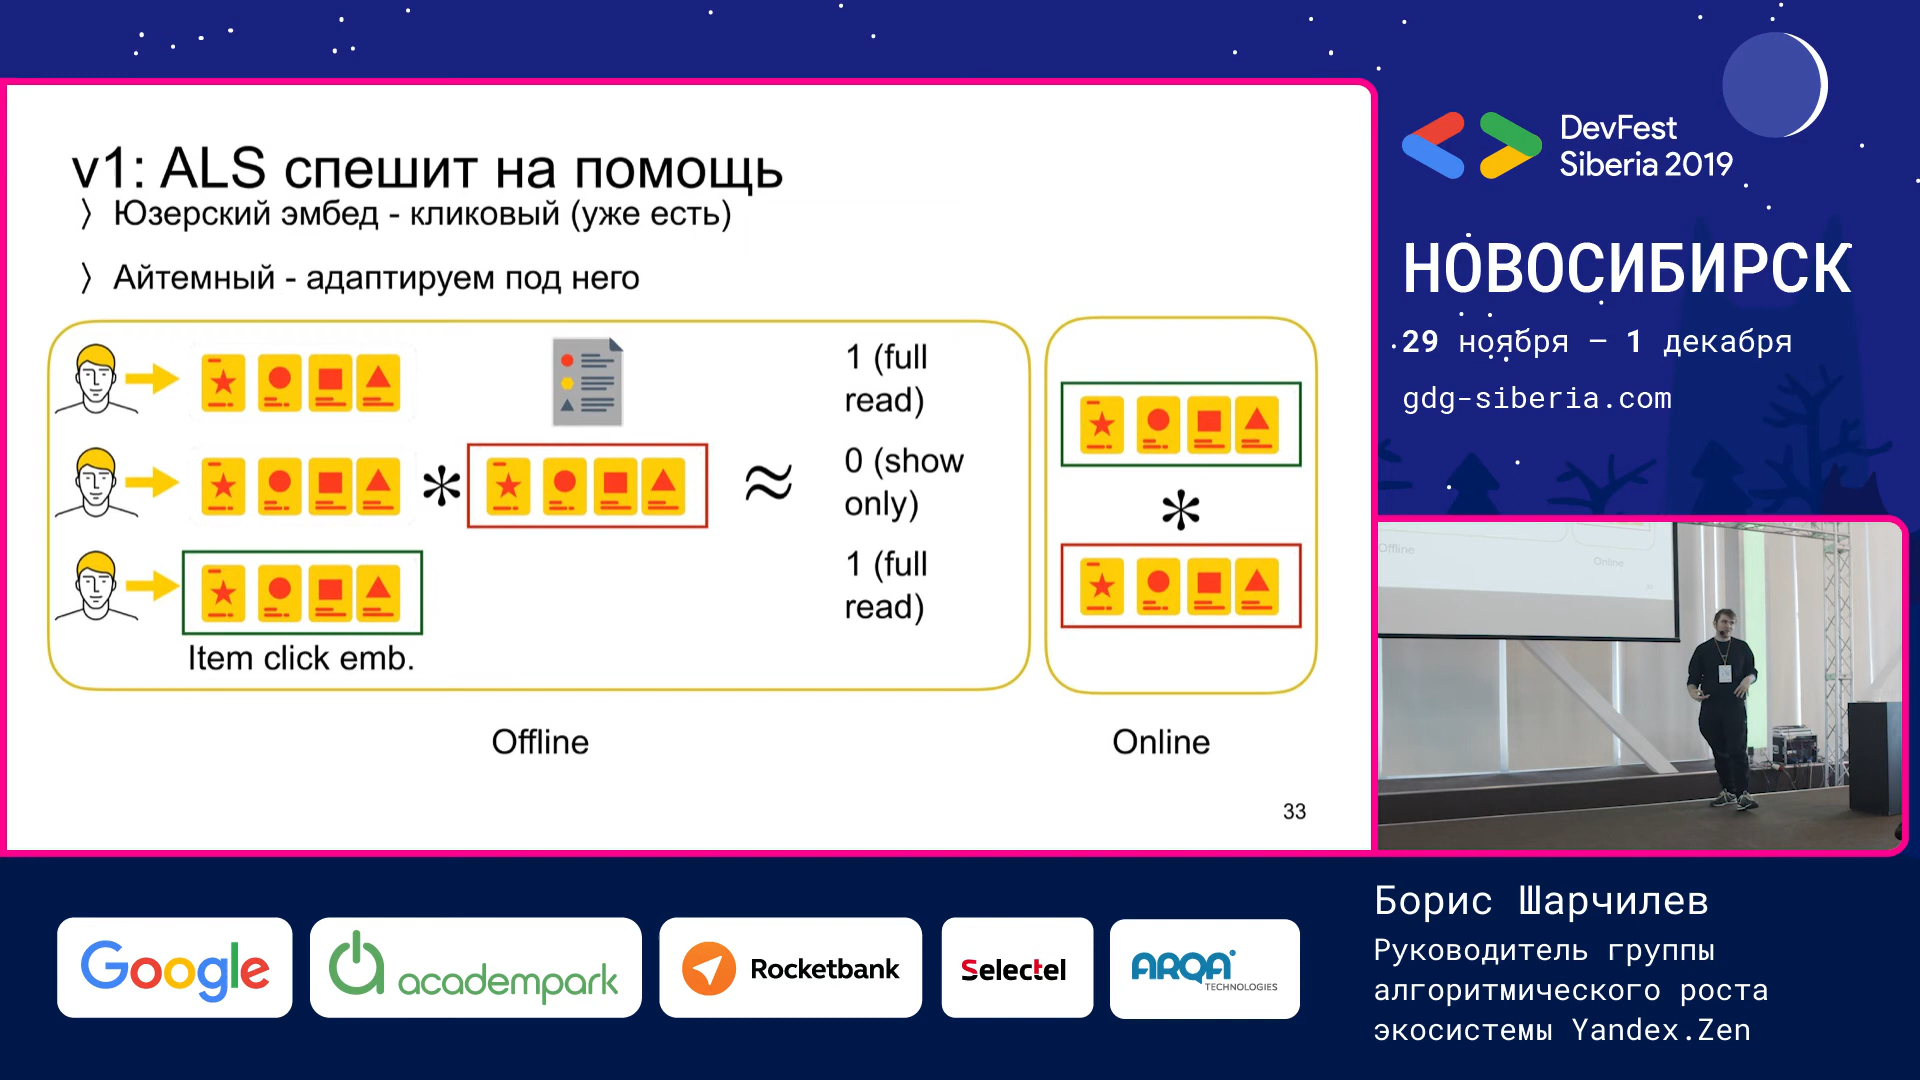 v1: ALS спешит на помощь
〉 Юзерский эмбед - кликовый (уже есть)
〉 Айтемный - адаптируем под него
1 (full
read)
*
≈
0 (show
only)
1 (full
read)
Item click emb.
*
Offline
Online
33
DevFest
Siberia 2019
НОВОСИБИРСК
29 ноября – 1 декабря
gdg-siberia.com
Offline
Online
Google
academpark
Rocketbank
Selectel
ARQA
TECHNOLOGIES
Борис Шарчилев
Руководитель группы
алгоритмического роста
экосистемы Yandex.Zen